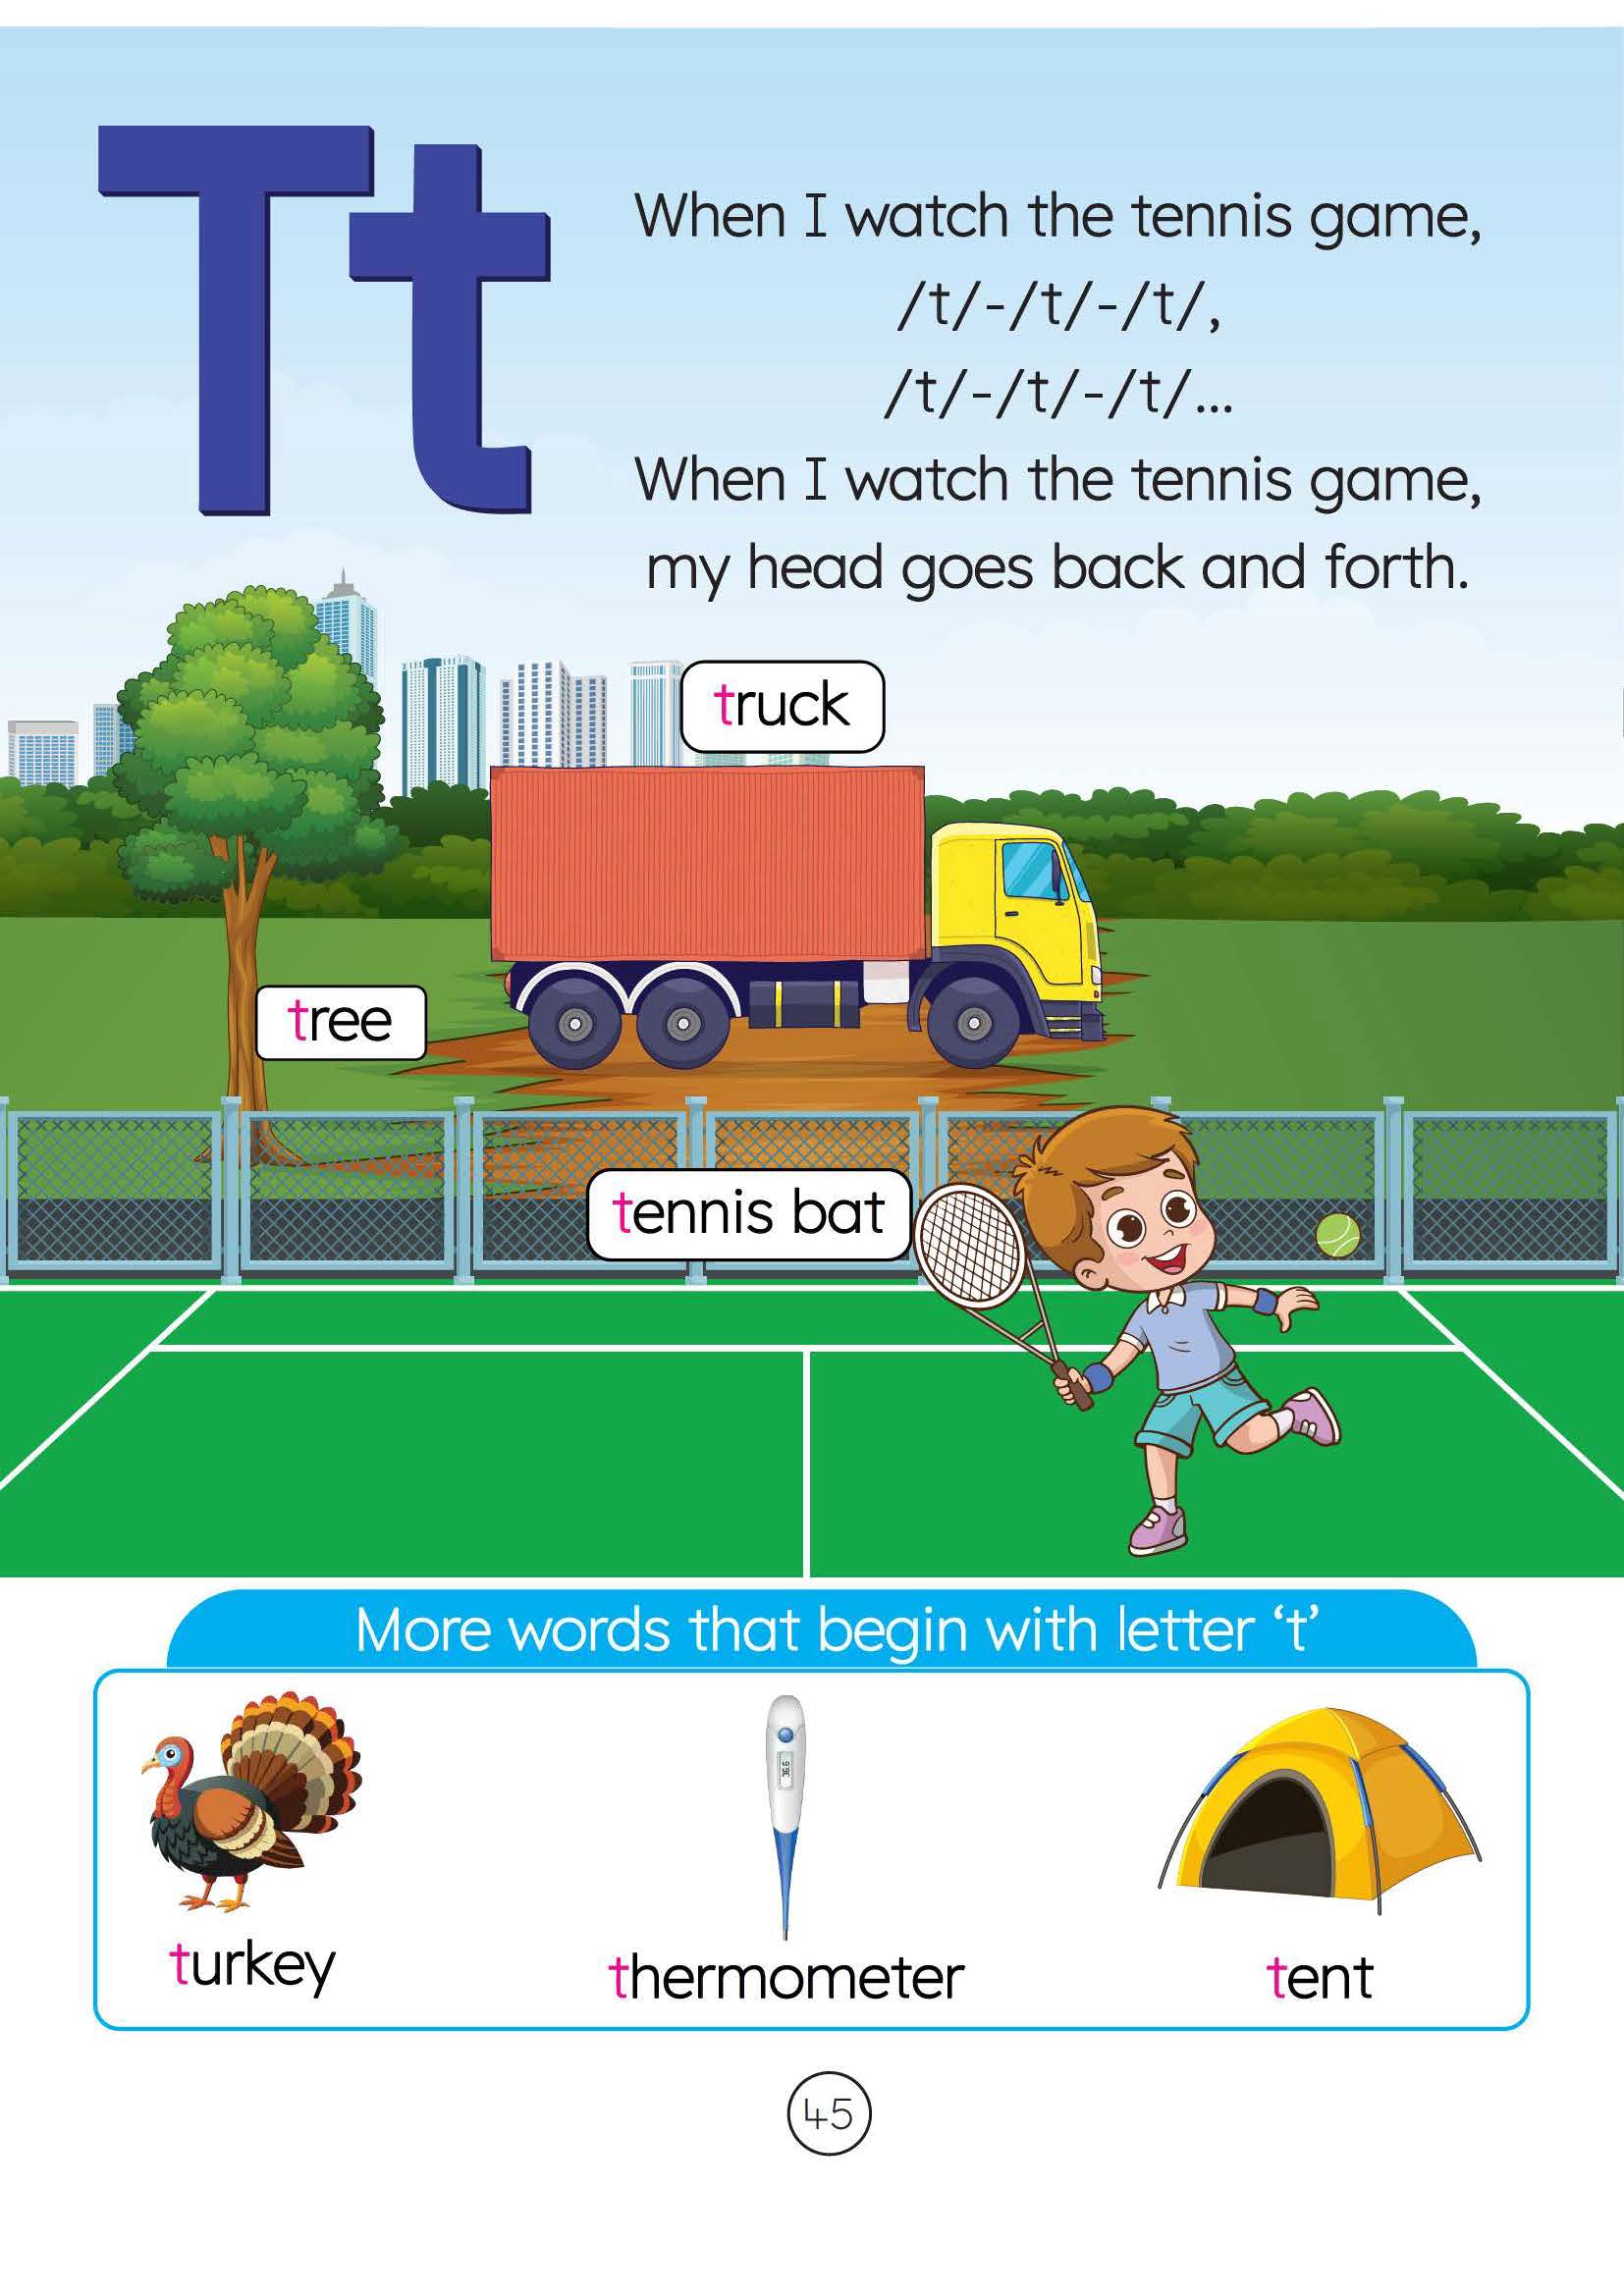 Tt
When I watch the tennis game,
/t/-/t/-/t/,
/t/-/t/-/t/...
When I watch the tennis game,
my head goes back and forth.
truck
tree
tennis bat
More words that begin with letter ‘t’
36.6
turkey
thermometer
tent
45